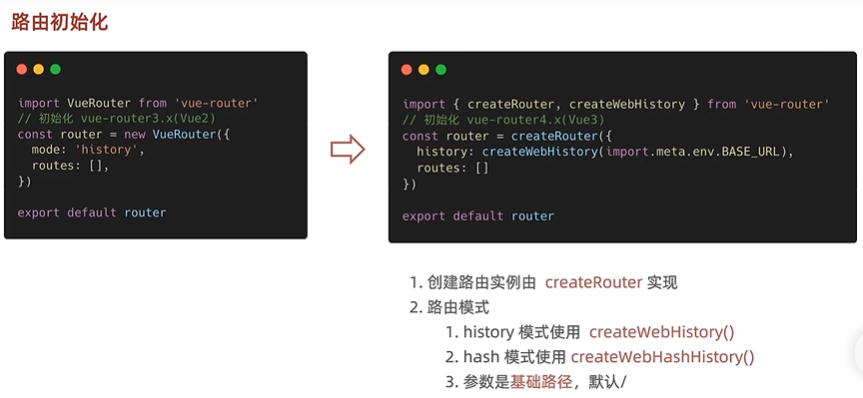 路由初始化
import VueRouter from 'vue-router'
// 初始化 vue-router3.x(Vue2)
const router = new VueRouter({
  mode: 'history',
  routes: [],
})
export default router
import { createRouter, createWebHistory } from 'vue-router'
// 初始化 vue-router4.x(Vue3)
const router = createRouter({
  history: createWebHistory(import.meta.env.BASE_URL),
  routes: []
})
export default router
1. 创建路由实例由 createRouter 实现
2. 路由模式
1. history 模式使用 createWebHistory()
2. hash 模式使用 createWebHashHistory()
3. 参数是基础路径，默认/